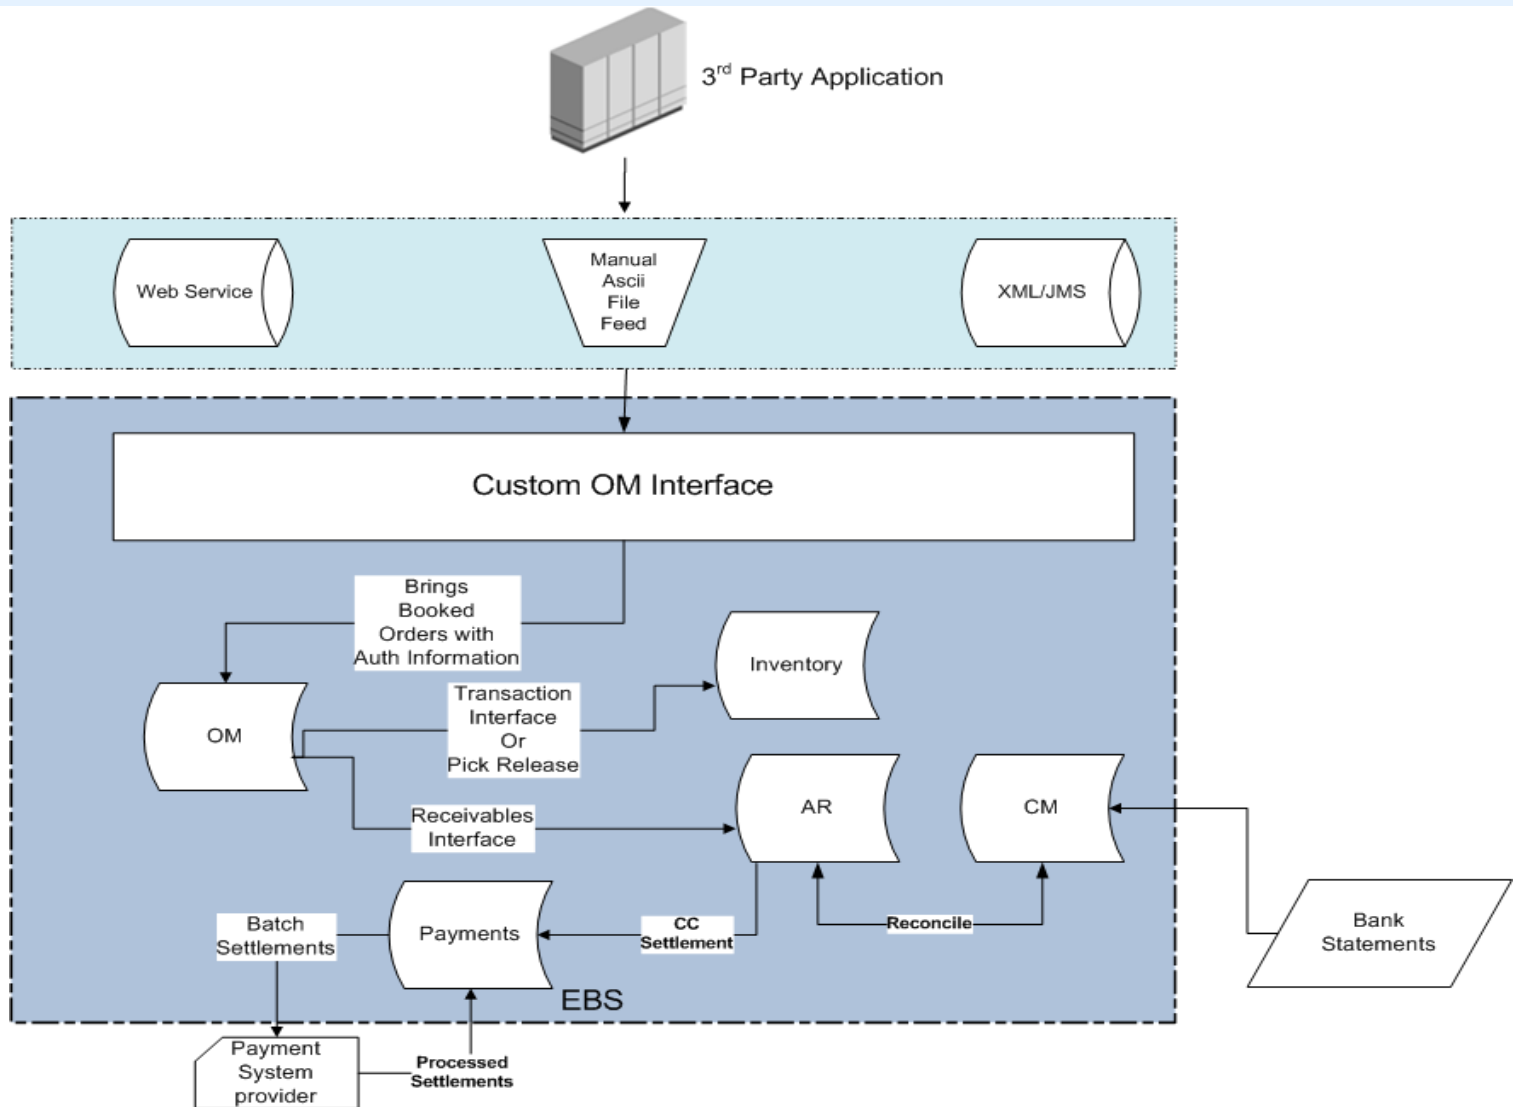 3rd Party Application
Web Service
Manual
Ascii
File
Feed
XML/JMS
Custom OM Interface
Brings
Booked
Orders with
Auth Information
Inventory
OM
Transaction
Interface
Or
Pick Release
Receivables
Interface
AR
CM
Payments
Batch
Settlements
CC
Settlement
Reconcile
Bank
Statements
EBS
Payment
System
provider
Processed
Settlements